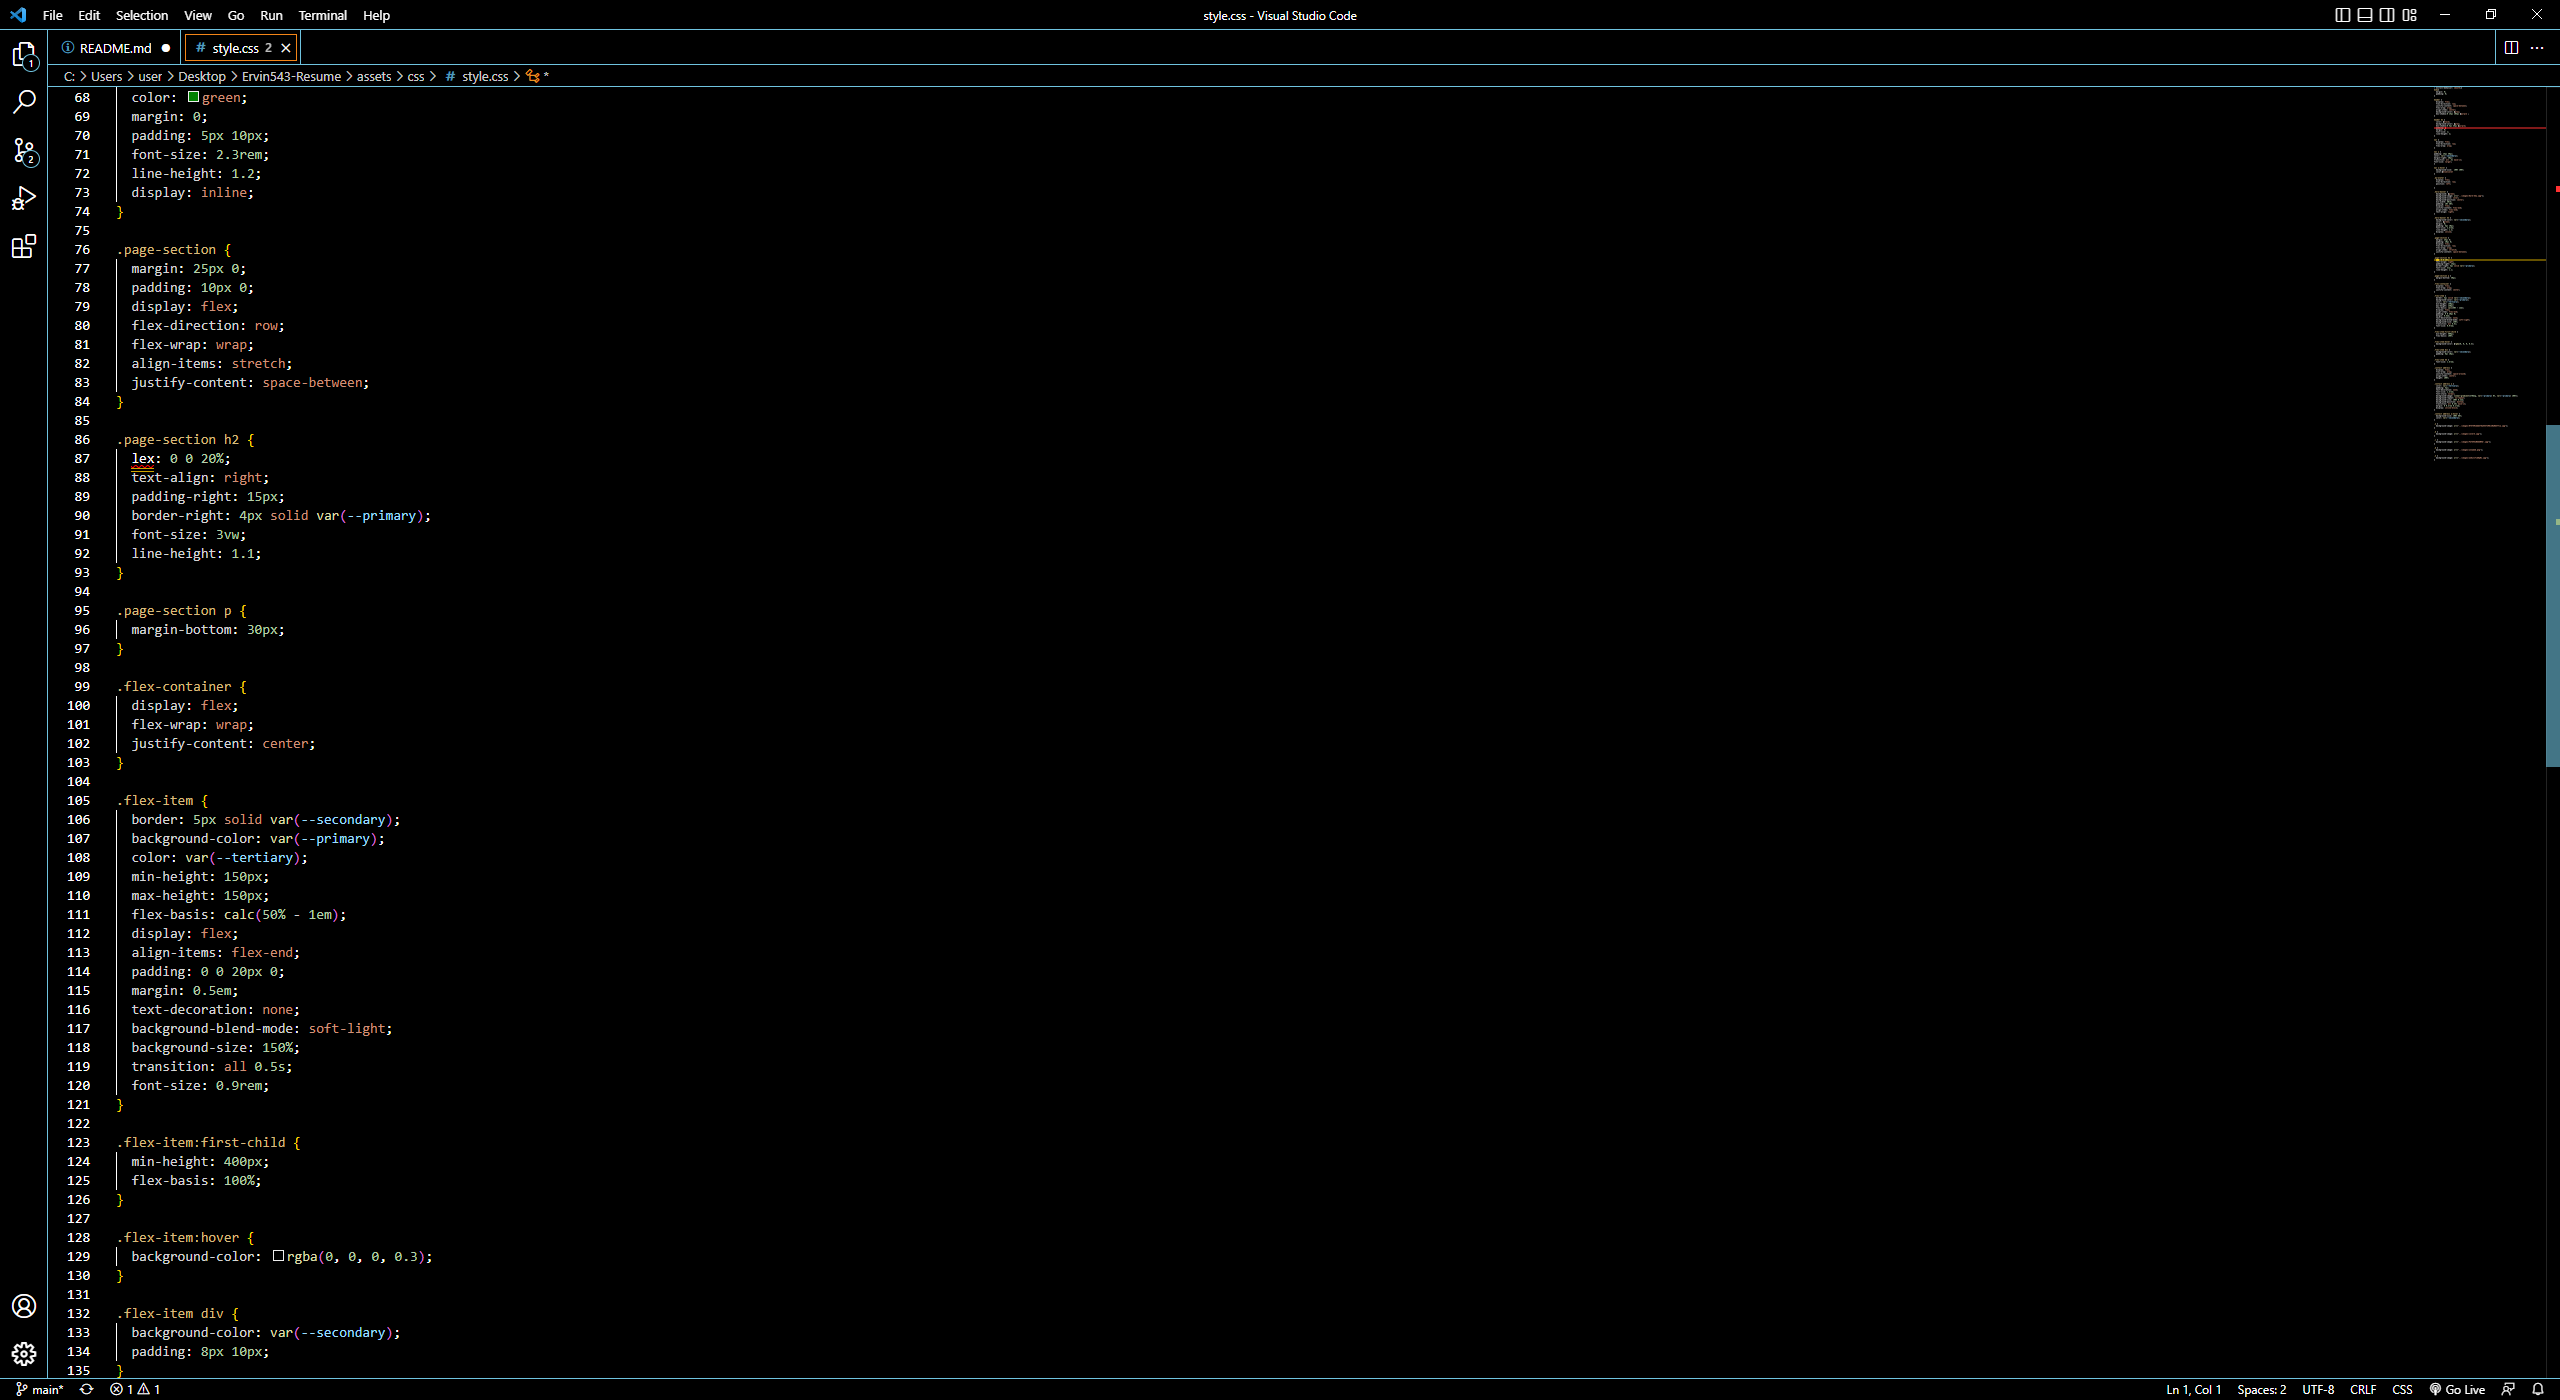 File Edit Selection View Go Run Terminal Help
style.css - Visual Studio Code
README.md
# style.css 2
C: > Users > user > Desktop > Ervin543-Resume > assets > css > # style.css > *
1
2
68 color: green;
69 margin: 0;
70 padding: 5px 10px;
71 font-size: 2.3rem;
72 line-height: 1.2;
73 display: inline;
74 }
75
76 .page-section {
77 margin: 25px 0;
78 padding: 10px 0;
79 display: flex;
80 flex-direction: row;
81 flex-wrap: wrap;
82 align-items: stretch;
83 justify-content: space-between;
84 }
85
86 .page-section h2 {
87 lex: 0 0 20%;
88 text-align: right;
89 padding-right: 15px;
90 border-right: 4px solid var(--primary);
91 font-size: 3vw;
92 line-height: 1.1;
93 }
94
95 .page-section p {
96 margin-bottom: 30px;
97 }
98
99 .flex-container {
100 display: flex;
101 flex-wrap: wrap;
102 justify-content: center;
103 }
104
105 .flex-item {
106 border: 5px solid var(--secondary);
107 background-color: var(--primary);
108 color: var(--tertiary);
109 min-height: 150px;
110 max-height: 150px;
111 flex-basis: calc(50% - 1em);
112 display: flex;
113 align-items: flex-end;
114 padding: 0 0 20px 0;
115 margin: 0.5em;
116 text-decoration: none;
117 background-blend-mode: soft-light;
118 background-size: 150%;
119 transition: all 0.5s;
120 font-size: 0.9rem;
121 }
122
123 .flex-item:first-child {
124 min-height: 400px;
125 flex-basis: 100%;
126 }
127
128 .flex-item:hover {
129 background-color: rgba(0, 0, 0, 0.3);
130 }
131
132 .flex-item div {
133 background-color: var(--secondary);
134 padding: 8px 10px;
135 }
main* 1 1
Ln 1, Col 1 Spaces: 2 UTF-8 CRLF CSS Go Live